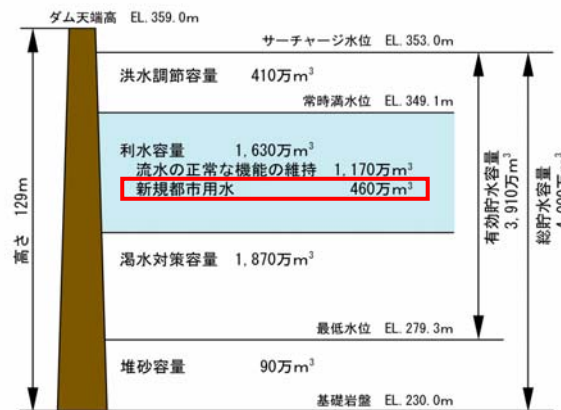 ダム天端高 EL.359.0m
サーチャージ水位 EL.353.0m
洪水調節容量 410万m³
常時満水位 EL.349.1m
利水容量 1,630万m³
流水の正常な機能の維持 1,170万m³
新規都市用水 460万m³
渇水対策容量 1,870万m³
最低水位 EL.279.3m
堆砂容量 90万m³
基礎岩盤 EL.230.0m
高さ 129m
有効貯水容量
3,910万m³
総貯水容量